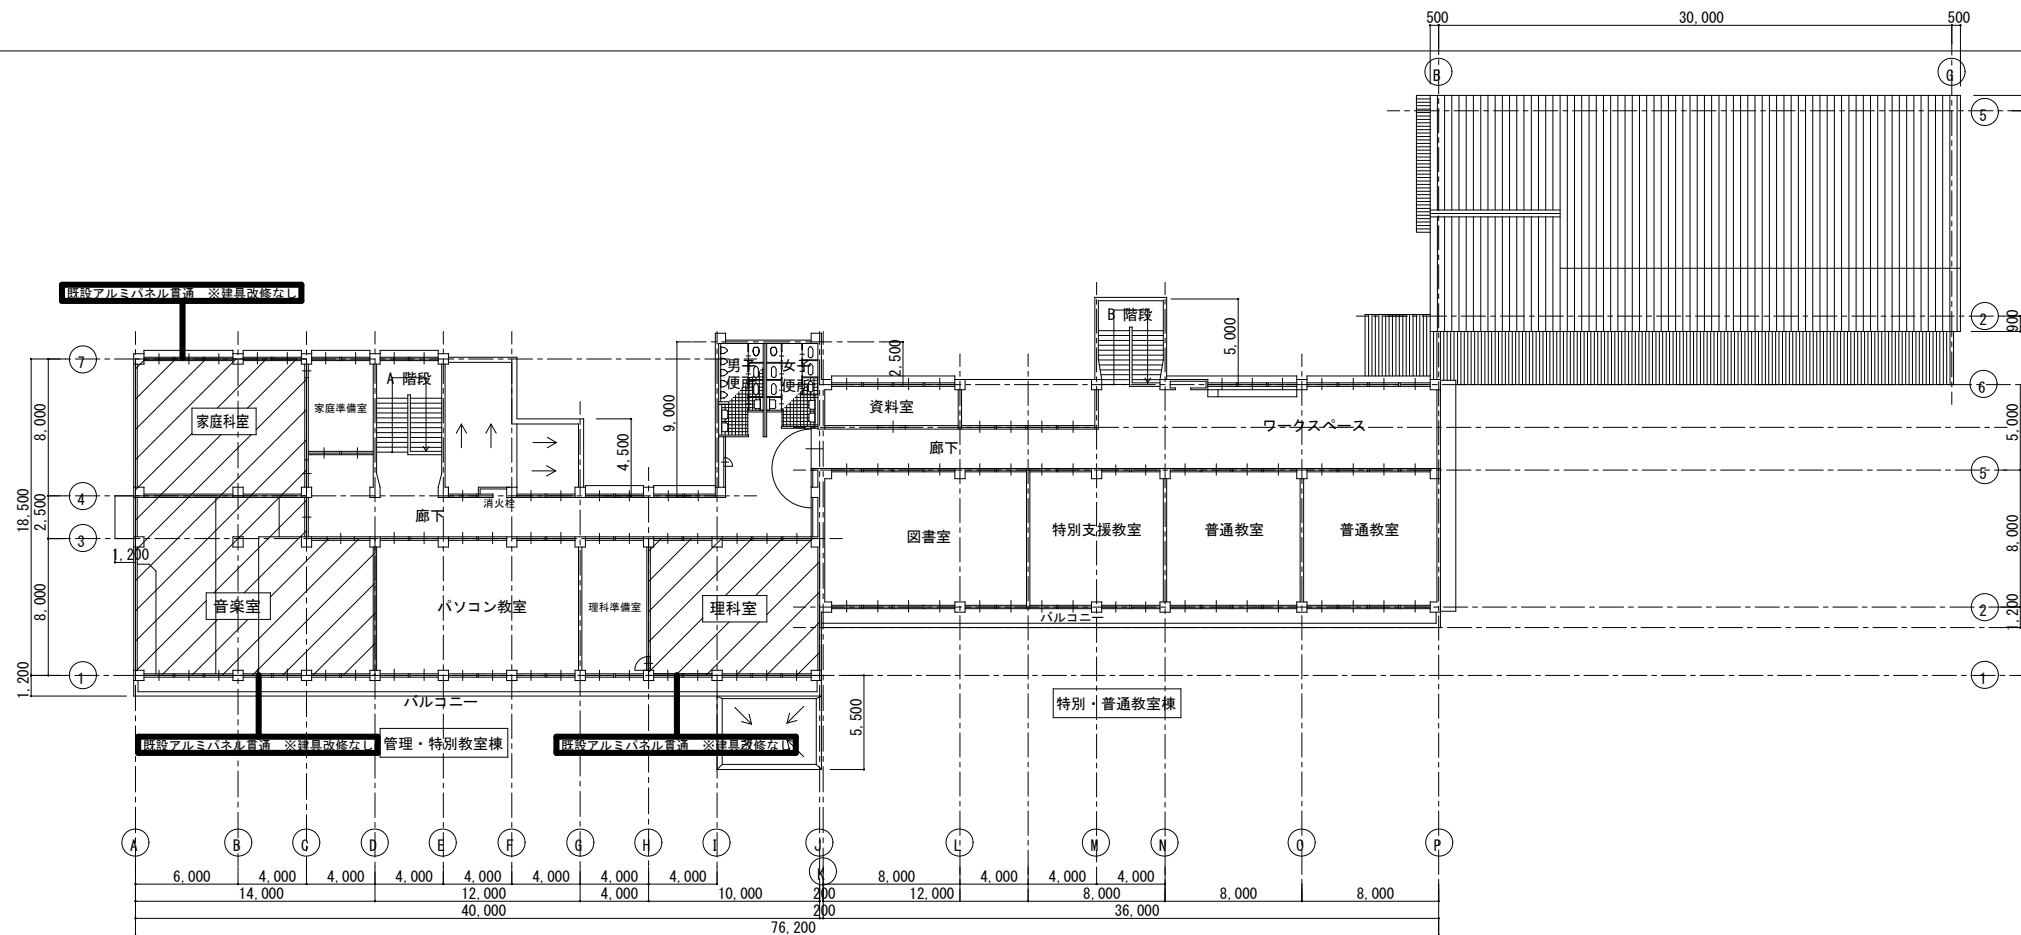 500 30,000 500
B G
5
2
900
既設アルミパネル貫通 ※建具改修なし
B 階段
5,000
7
A 階段
男子
便所
女子
便所
2,500
6
家庭科室
家庭準備室
8,000
9,000
4,500
資料室
ワークスペース
5,000
廊下
5
4
消火栓
18,500
2,500
廊下
3
1,200
図書室
特別支援教室
普通教室
普通教室
8,000
8,000
音楽室
パソコン教室
理科準備室
理科室
バルコニー
2
1,200
1
1
1,200
バルコニー
特別・普通教室棟
5,500
既設アルミパネル貫通 ※建具改修なし
管理・特別教室棟
既設アルミパネル貫通 ※建具改修なし
A B C D E F G H I J L M N O P
K
6,000 4,000 4,000 4,000 4,000 4,000 4,000 4,000 8,000 4,000 4,000 4,000
14,000 12,000 4,000 10,000 200 12,000 8,000 8,000 8,000
40,000 200 36,000
76,200